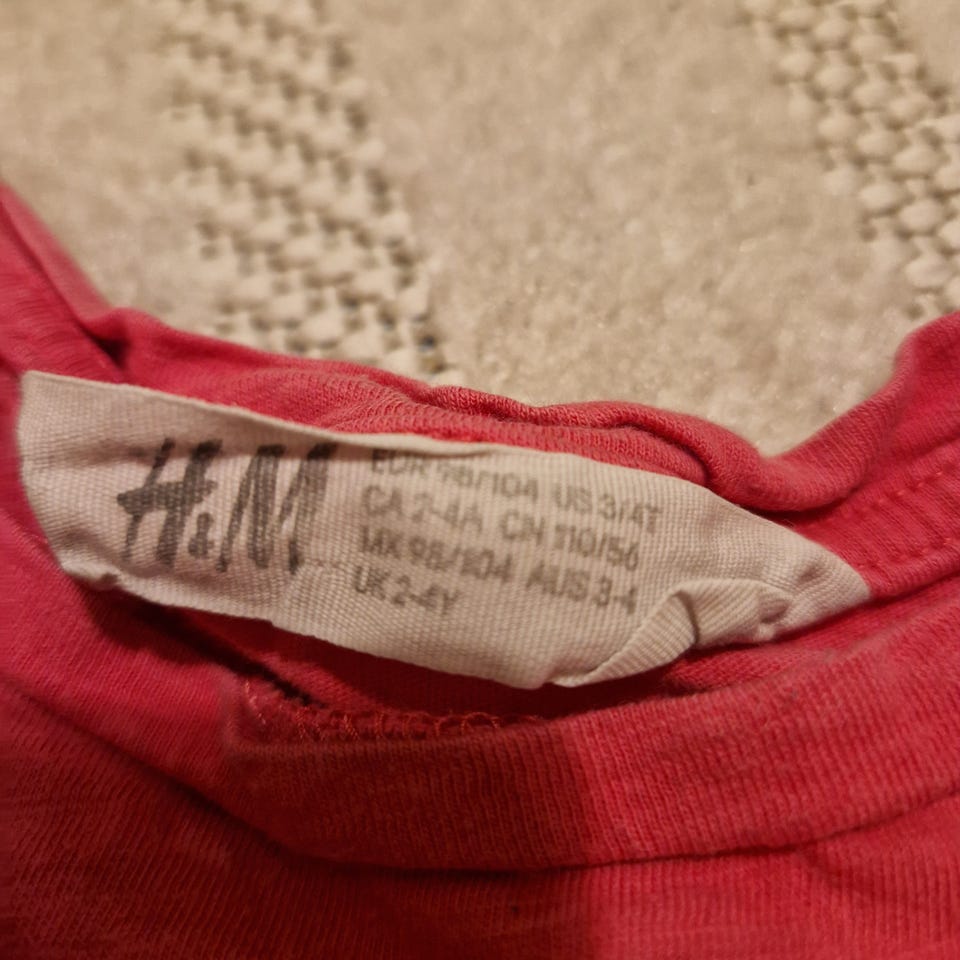 H&M
EUR 98/104 US 3/4T
CA 2-4A CN 110/56
MX 98/104 AUS 3-4
UK 2-4Y